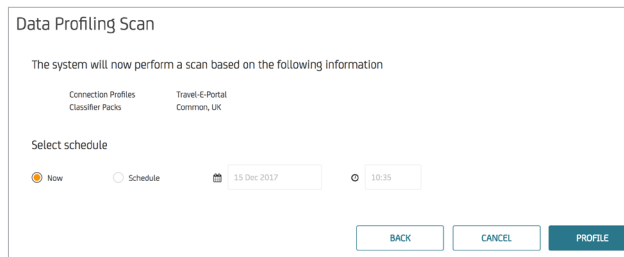 Data Profiling Scan
The system will now perform a scan based on the following information
Connection Profiles Travel-E-Portal
Classifier Packs Common, UK
Select schedule
Now Schedule 15 Dec 2017 10:35
BACK CANCEL PROFILE